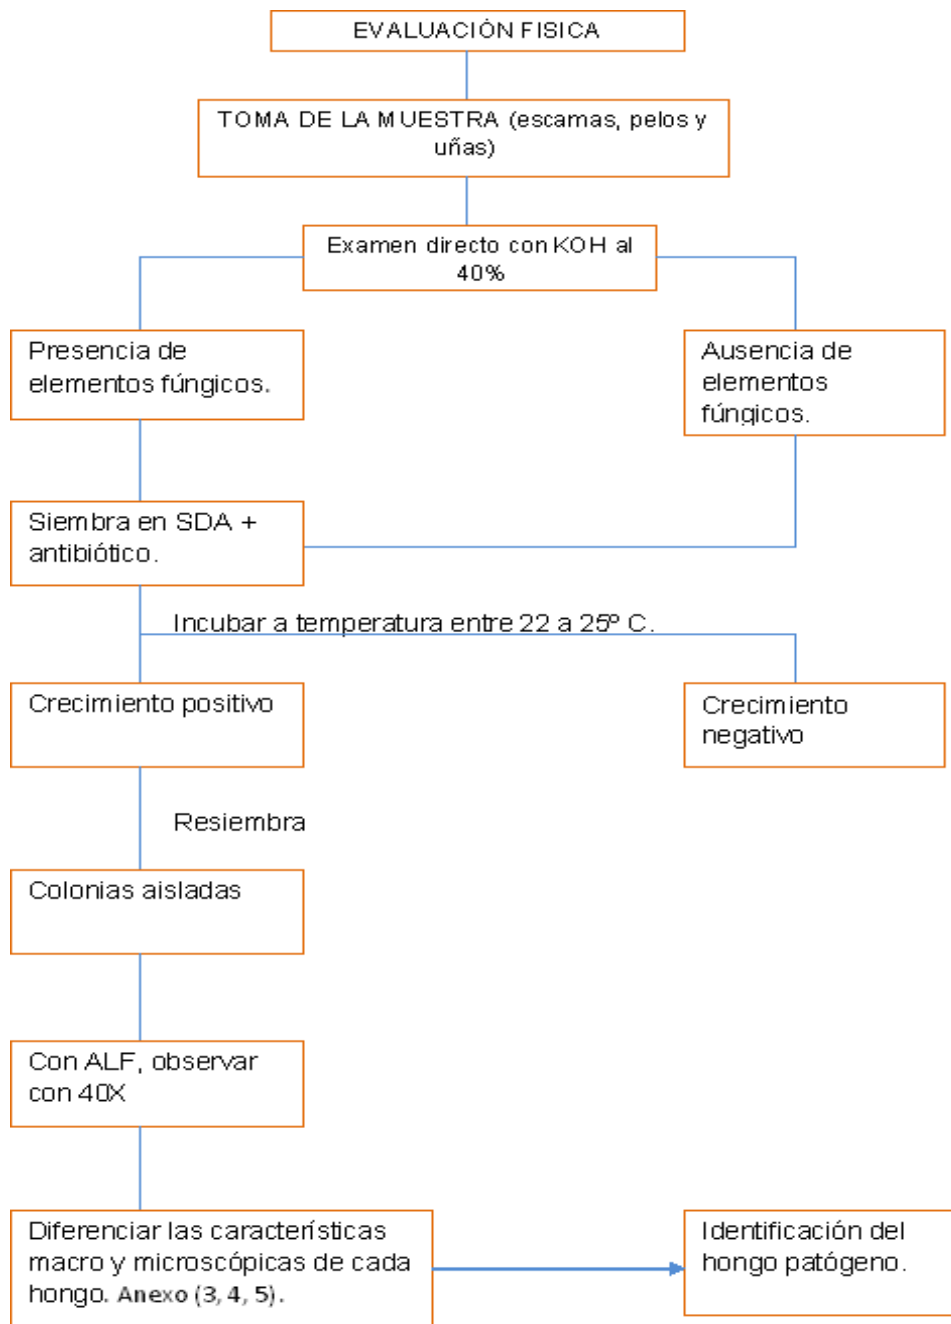 EVALUACIÓN FISICA
TOMA DE LA MUESTRA (escamas, pelos y
uñas)
Examen directo con KOH al
40%
Presencia de
elementos fúngicos.
Ausencia de
elementos
fúngicos.
Siembra en SDA +
antibiótico.
Incubar a temperatura entre 22 a 25º C.
Crecimiento positivo
Crecimiento
negativo
Resiembra
Colonias aisladas
Con ALF, observar
con 40X
Diferenciar las características
macro y microscópicas de cada
hongo. Anexo (3, 4, 5).
Identificación del
hongo patógeno.